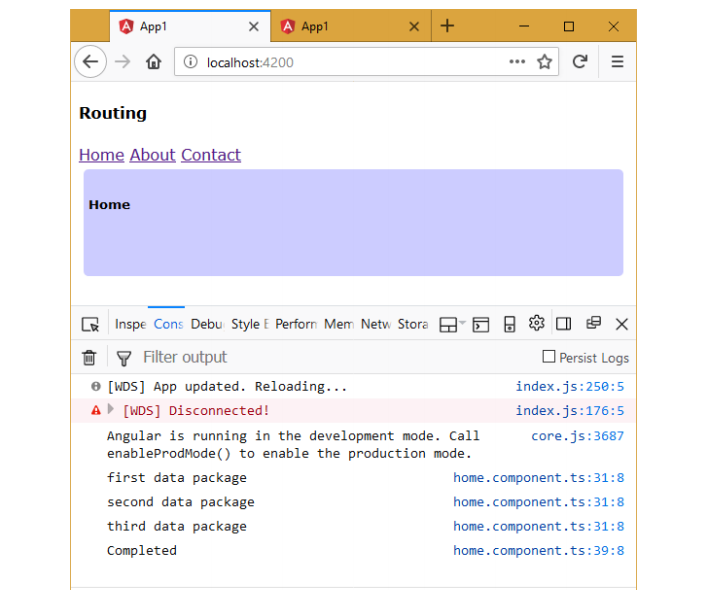 App1 App1
localhost:4200
Routing
Home About Contact
Home
Inspe Cons Debu Style E Perforn Mem Netw Stora
Filter output Persist Logs
[WDS] App updated. Reloading... index.js:250:5
[WDS] Disconnected! index.js:176:5
Angular is running in the development mode. Call core.js:3687
enableProdMode() to enable the production mode.
first data package home.component.ts:31:8
second data package home.component.ts:31:8
third data package home.component.ts:31:8
Completed home.component.ts:39:8